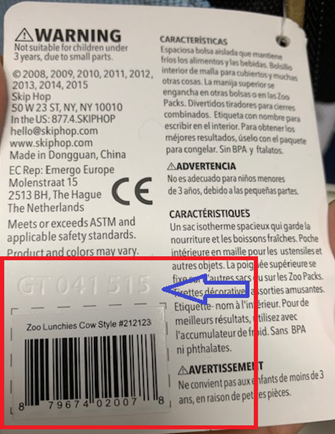 ⚠WARNING
Not suitable for children under
3 years, due to small parts.
© 2008, 2009, 2010, 2011, 2012,
2013, 2014, 2015
Skip Hop
50 W 23 ST, NY, NY 10010
In the US: 877.4.SKIPHOP
hello@skiphop.com
www.skiphop.com
Made in Dongguan, China
EC Rep: Emergo Europe
Molenstraat 15
2513 BH, The Hague
The Netherlands
CE
Meets or exceeds ASTM and
applicable safety standards.
Product and colors may vary.
GT 041515
Zoo Lunchies Cow Style #212123
8 79674 02007 8
CARACTERÍSTICAS
Espaciosa bolsa aislada que mantiene
fríos los alimentos y las bebidas. Bolsillo
interior de malla para cubiertos y muchas
otras cosas. La manija superior se
engancha en otras bolsas o en las Zoo
Packs. Divertidos tiradores para cierres
combinados. Etiqueta con nombre para
escribir en el interior. Para obtener los
méjores resultados, úselo con el paquete
para congelar. Sin BPA y ftalatos.
⚠ADVERTENCIA
No es adecuado para niños menores
de 3 años, debido a las pequeñas partes.
CARACTÉRISTIQUES
Un sac isotherme spacieux qui garde la
nourriture et les boissons fraîches. Poche
intérieure en maille pour les ustensiles et
autres objets. La poignée supérieure se
fixe sur d'autres sacs ou sur les Zoo Packs.
Tirettes décoratives assorties amusantes.
Etiquette- nom à l'intérieur. Pour de
meilleurs résultats, utilisez avec
l'accumulateur de froid. Sans BPA
ni phthalates.
⚠AVERTISSEMENT
Ne convient pas aux enfants de moins de 3
ans, en raison de petites pièces.